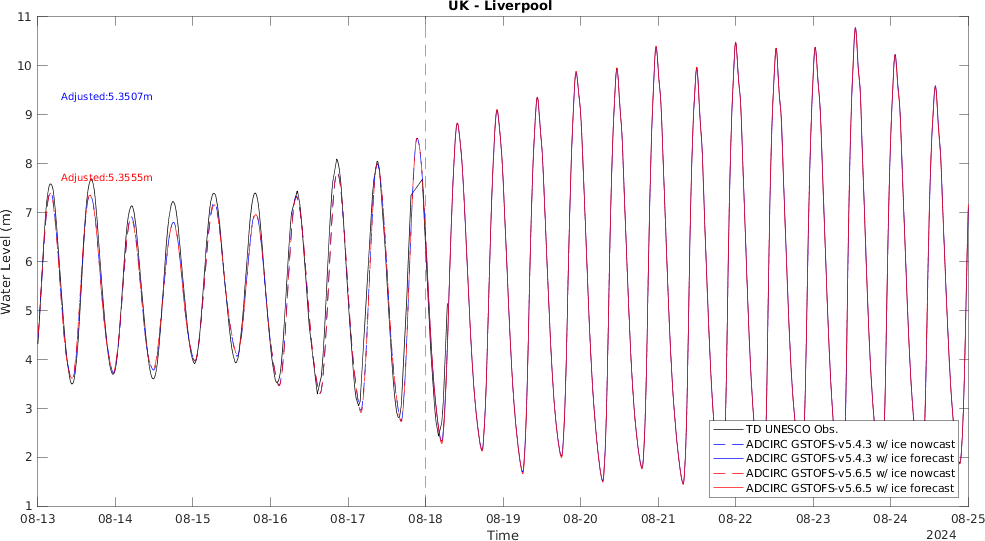 UK - Liverpool
11
10
9
8
7
6
5
4
3
2
1
Water Level (m)
Adjusted:5.3507m
Adjusted:5.3555m
TD UNESCO Obs.
ADCIRC GSTOFS-v5.4.3 w/ ice nowcast
ADCIRC GSTOFS-v5.4.3 w/ ice forecast
ADCIRC GSTOFS-v5.6.5 w/ ice nowcast
ADCIRC GSTOFS-v5.6.5 w/ ice forecast
08-13 08-14 08-15 08-16 08-17 08-18 08-19 08-20 08-21 08-22 08-23 08-24 08-25
Time
2024